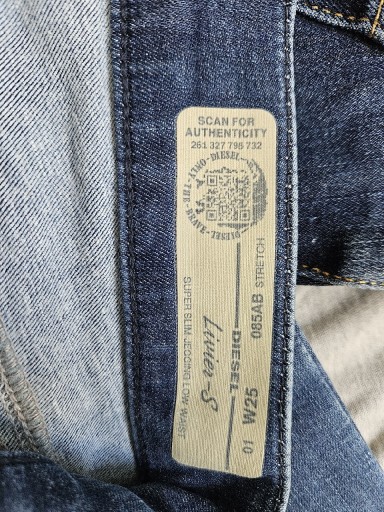 SCAN FOR
AUTHENTICITY
261 327 795 732
DIESEL ONLY-THE-BRAVE DIESEL
DIESEL
Livier-S
SUPER SLIM JEGGING LOW WAIST
085AB STRETCH
01 W25